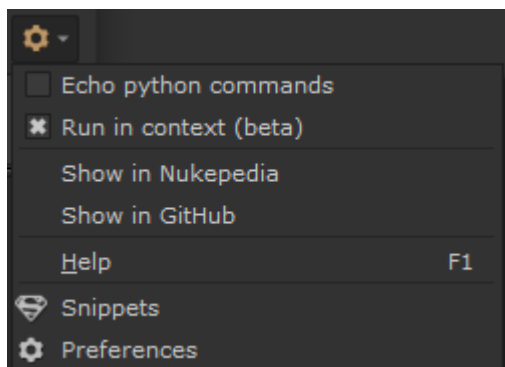 Echo python commands
Run in context (beta)
Show in Nukepedia
Show in GitHub
Help F1
Snippets
Preferences